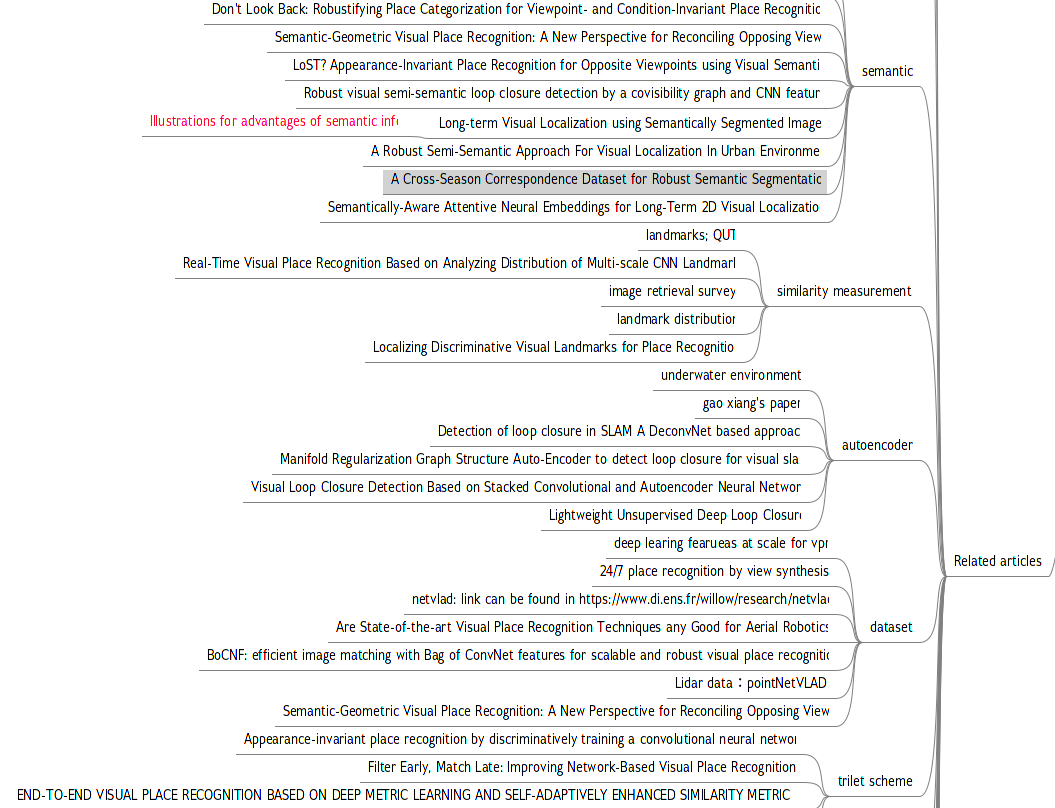 Don't Look Back: Robustifying Place Categorization for Viewpoint- and Condition-Invariant Place Recognitic
Semantic-Geometric Visual Place Recognition: A New Perspective for Reconciling Opposing View
LoST? Appearance-Invariant Place Recognition for Opposite Viewpoints using Visual Semanti
semantic
Robust visual semi-semantic loop closure detection by a covisibility graph and CNN featur
Illustrations for advantages of semantic info
Long-term Visual Localization using Semantically Segmented Image
A Robust Semi-Semantic Approach For Visual Localization In Urban Environme
A Cross-Season Correspondence Dataset for Robust Semantic Segmentatic
Semantically-Aware Attentive Neural Embeddings for Long-Term 2D Visual Localizatio
landmarks; QUT
Real-Time Visual Place Recognition Based on Analyzing Distribution of Multi-scale CNN Landmark
image retrieval survey
similarity measurement
landmark distribution
Localizing Discriminative Visual Landmarks for Place Recognitio
underwater environment
gao xiang's paper
Detection of loop closure in SLAM A DeconvNet based approac
autoencoder
Manifold Regularization Graph Structure Auto-Encoder to detect loop closure for visual sla
Visual Loop Closure Detection Based on Stacked Convolutional and Autoencoder Neural Networ
Lightweight Unsupervised Deep Loop Closure
deep learing fearueas at scale for vpr
Related articles
24/7 place recognition by view synthesis
netvlad: link can be found in https://www.di.ens.fr/willow/research/netvlad
Are State-of-the-art Visual Place Recognition Techniques any Good for Aerial Robotics
dataset
BoCNF: efficient image matching with Bag of ConvNet features for scalable and robust visual place recognitic
Lidar data：pointNetVLAD
Semantic-Geometric Visual Place Recognition: A New Perspective for Reconciling Opposing View
Appearance-invariant place recognition by discriminatively training a convolutional neural networ
Filter Early, Match Late: Improving Network-Based Visual Place Recognition
trilet scheme
END-TO-END VISUAL PLACE RECOGNITION BASED ON DEEP METRIC LEARNING AND SELF-ADAPTIVELY ENHANCED SIMILARITY METRIC